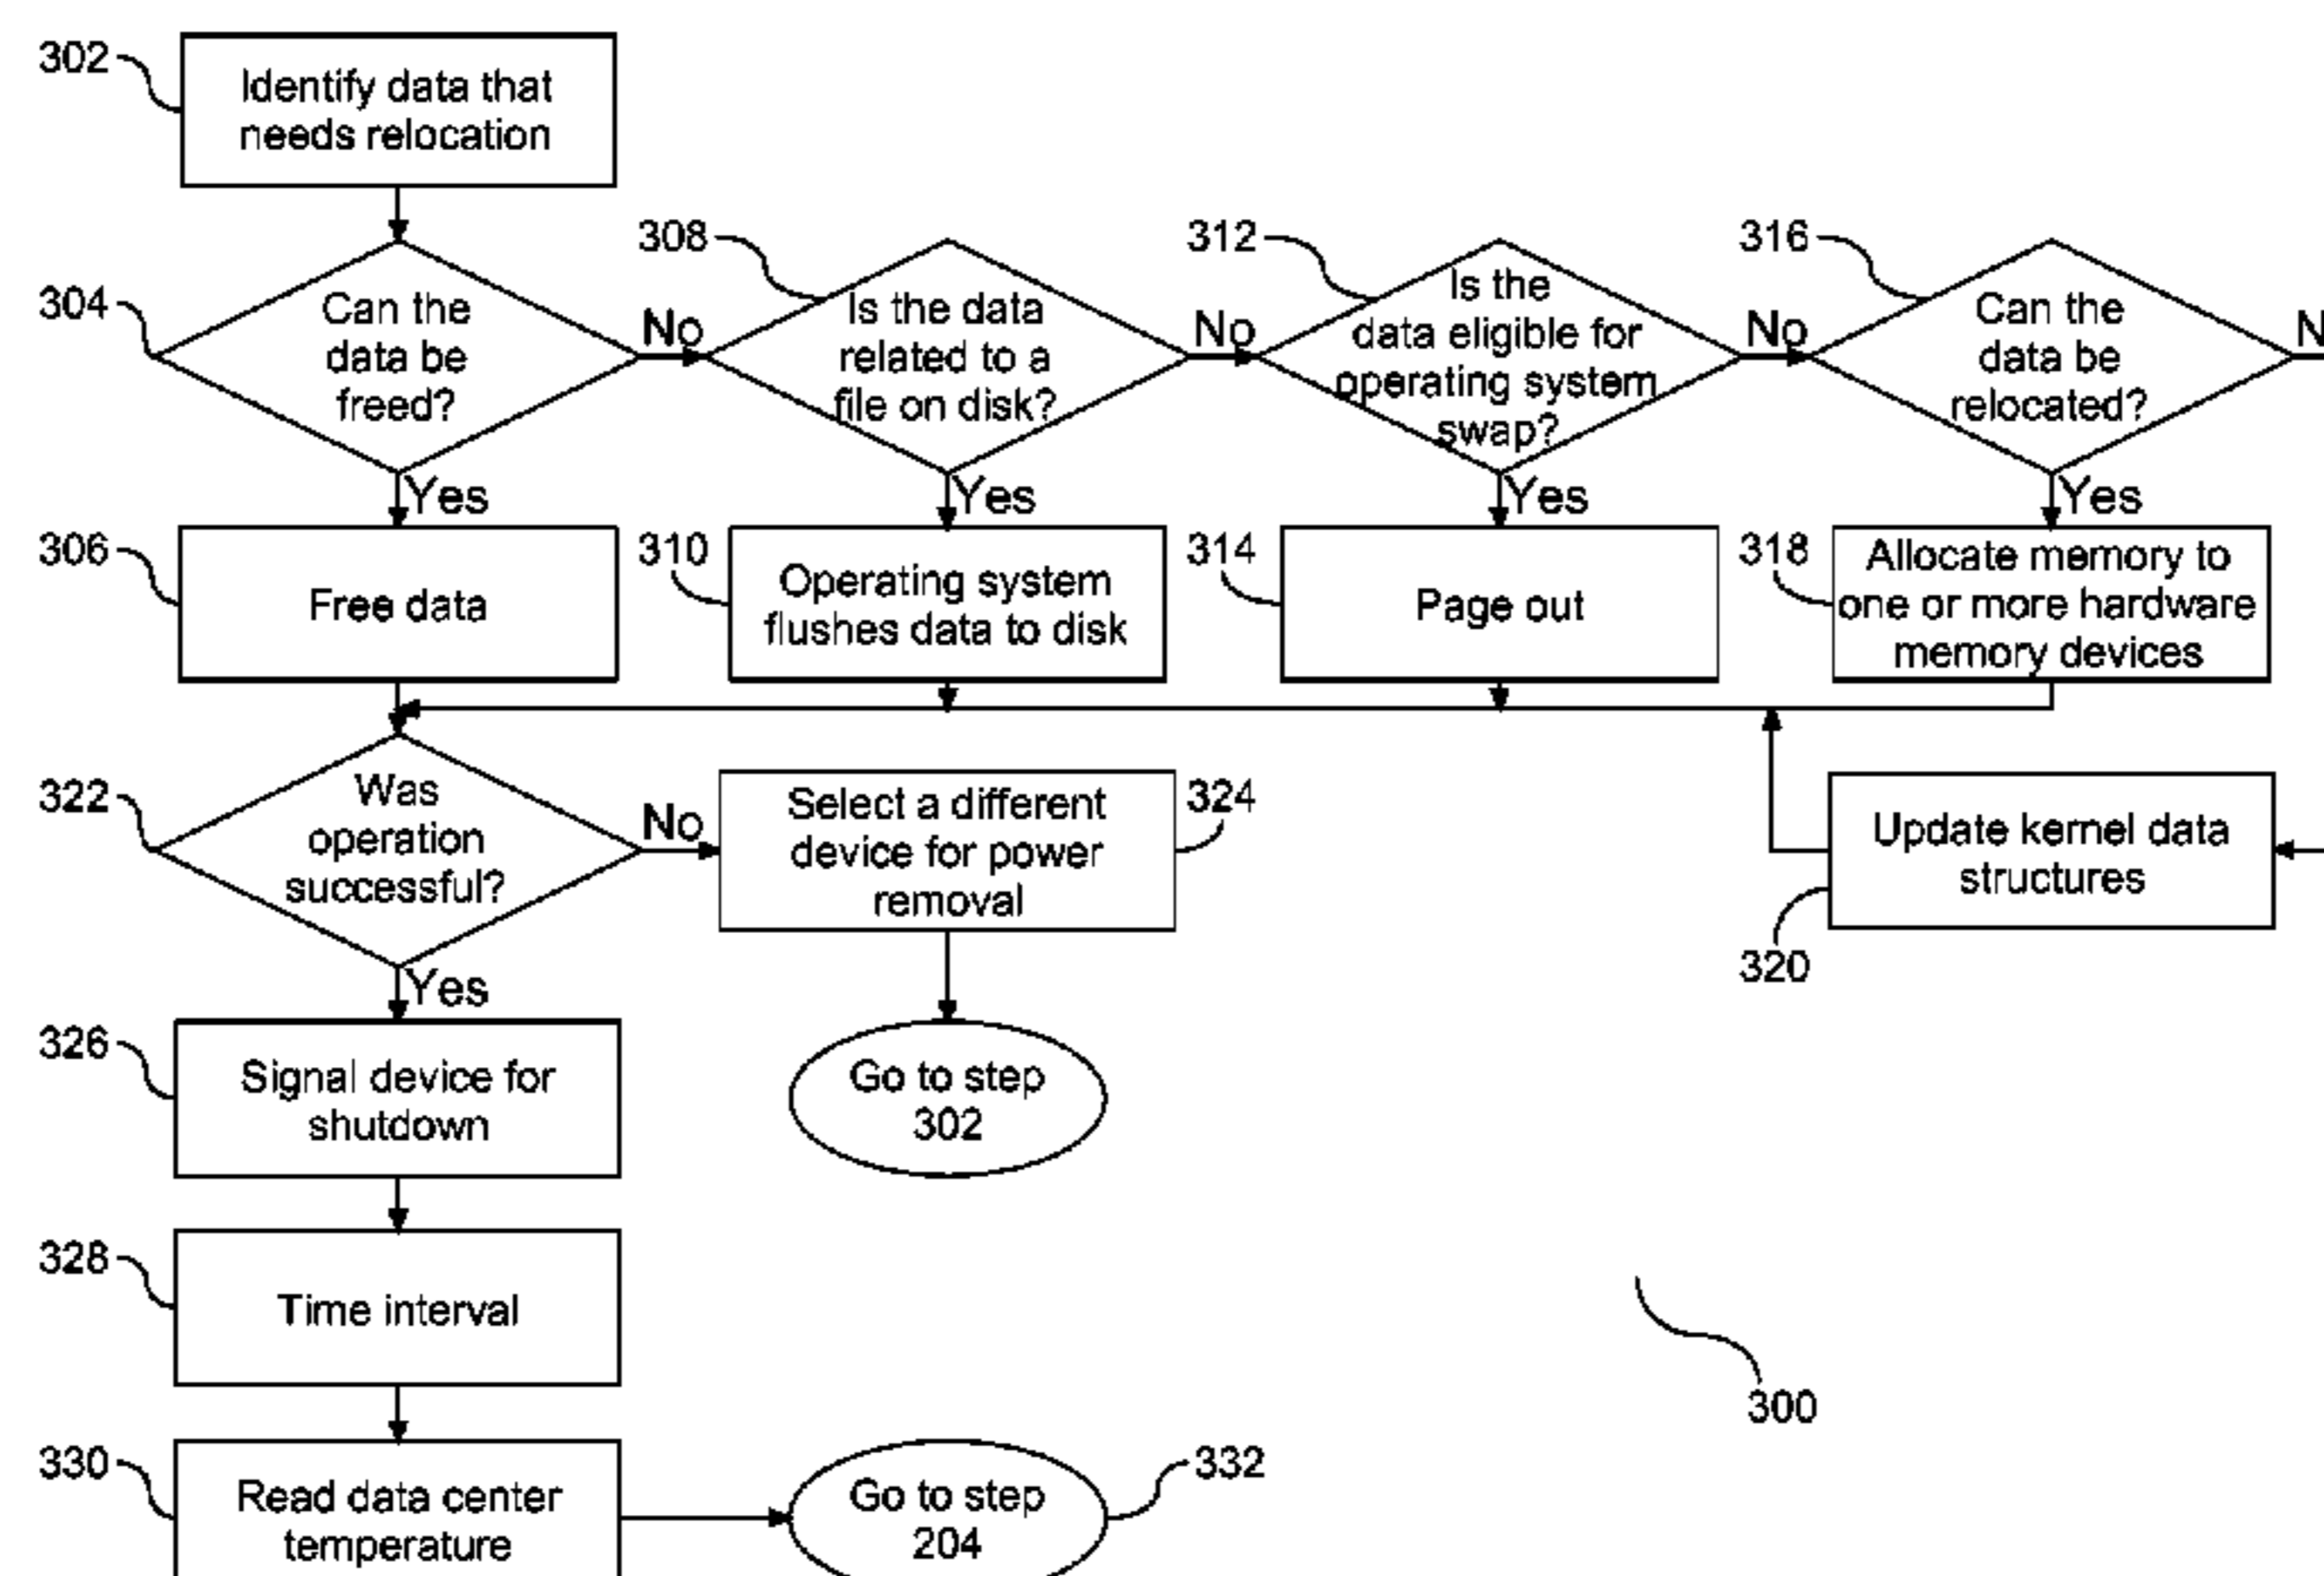 302
Identify data that
needs relocation
304
Can the
data be
freed?
No
308
Is the data
related to a
file on disk?
No
312
Is the
data eligible for
operating system
swap?
No
316
Can the
data be
relocated?
Yes
Yes
Yes
Yes
306
Free data
310
Operating system
flushes data to disk
314
Page out
318
Allocate memory to
one or more hardware
memory devices
322
Was
operation
successful?
No
Select a different
device for power
removal
324
Update kernel data
structures
320
Yes
326
Signal device for
shutdown
Go to step
302
328
Time interval
300
330
Read data center
temperature
Go to step
204
332